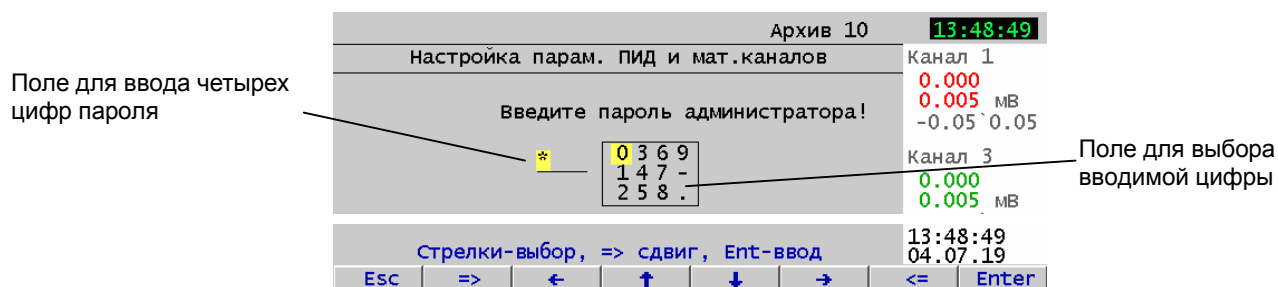 Архив 10
13:48:49
Настройка парам. ПИД и мат.каналов
Канал 1
0.000
0.005 мВ
-0.05`0.05
Поле для ввода четырех
цифр пароля
Введите пароль администратора!
*
0 3 6 9
1 4 7 -
2 5 8 .
Канал 3
0.000
0.005 мВ
Поле для выбора
вводимой цифры
Стрелки-выбор, => сдвиг, Ent-ввод
13:48:49
04.07.19
Esc => ← ↑ ↓ → <= Enter